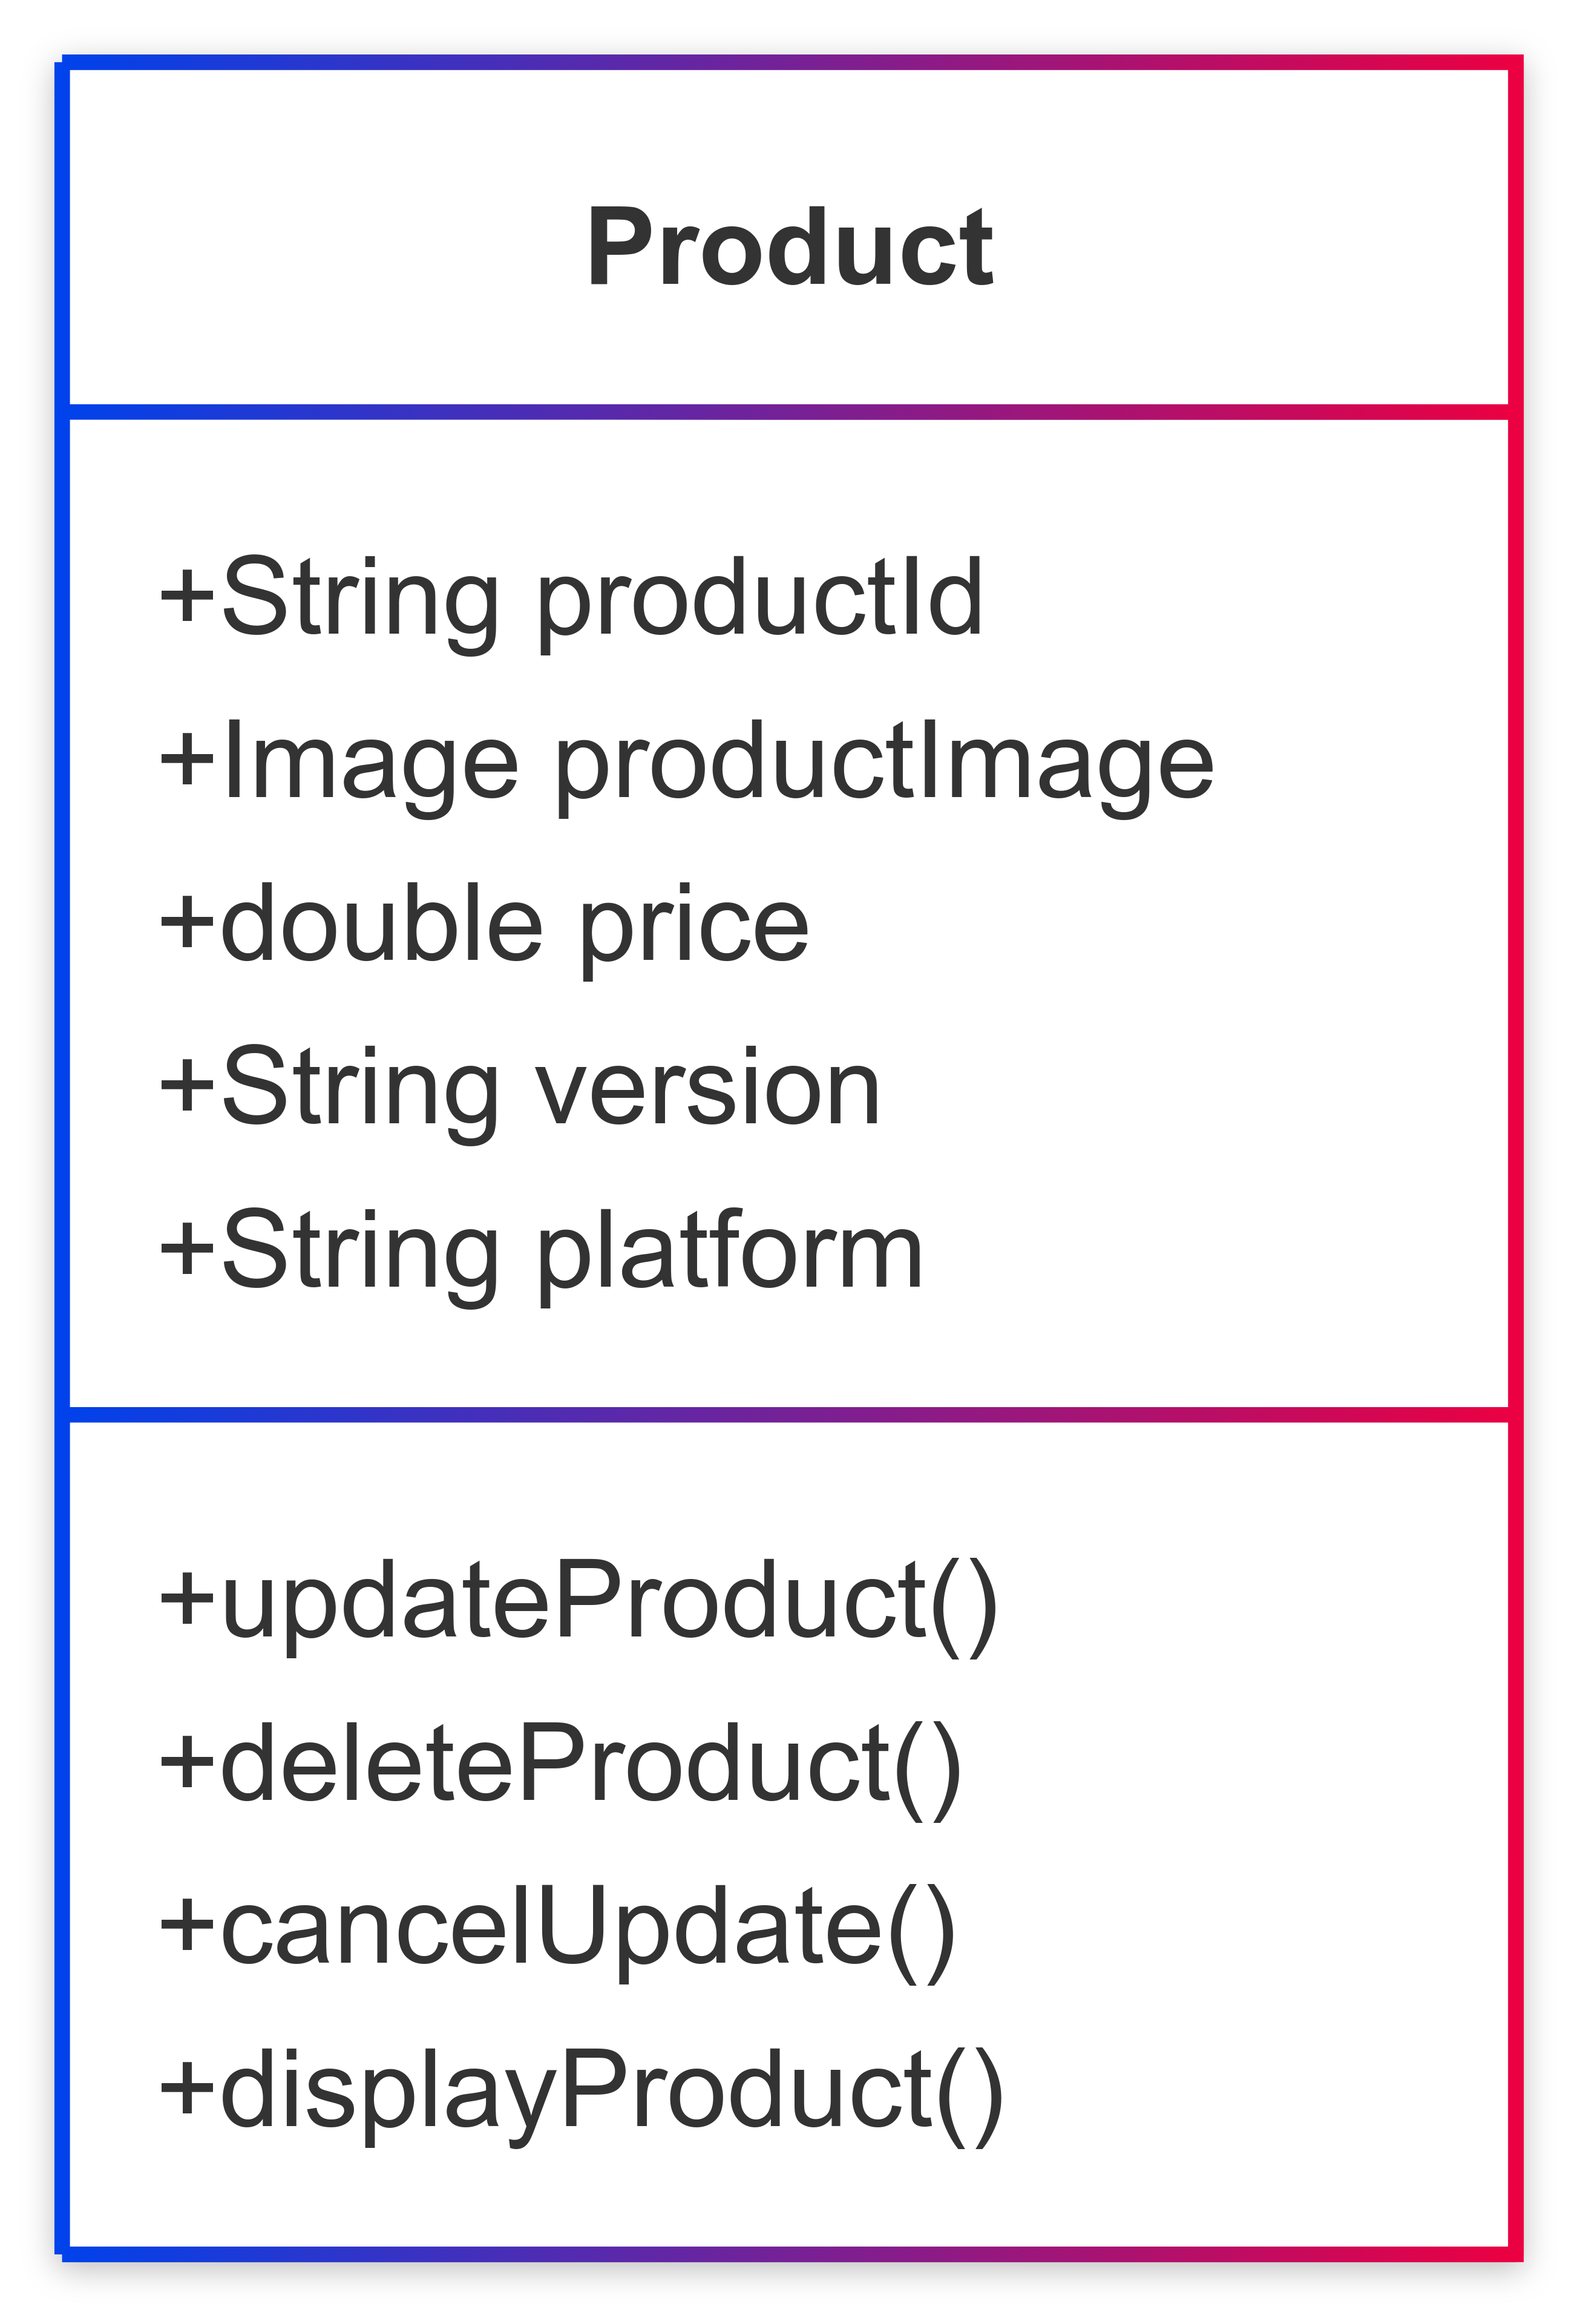 Product
+String productId
+Image productImage
+double price
+String version
+String platform
+updateProduct()
+deleteProduct()
+cancelUpdate()
+displayProduct()